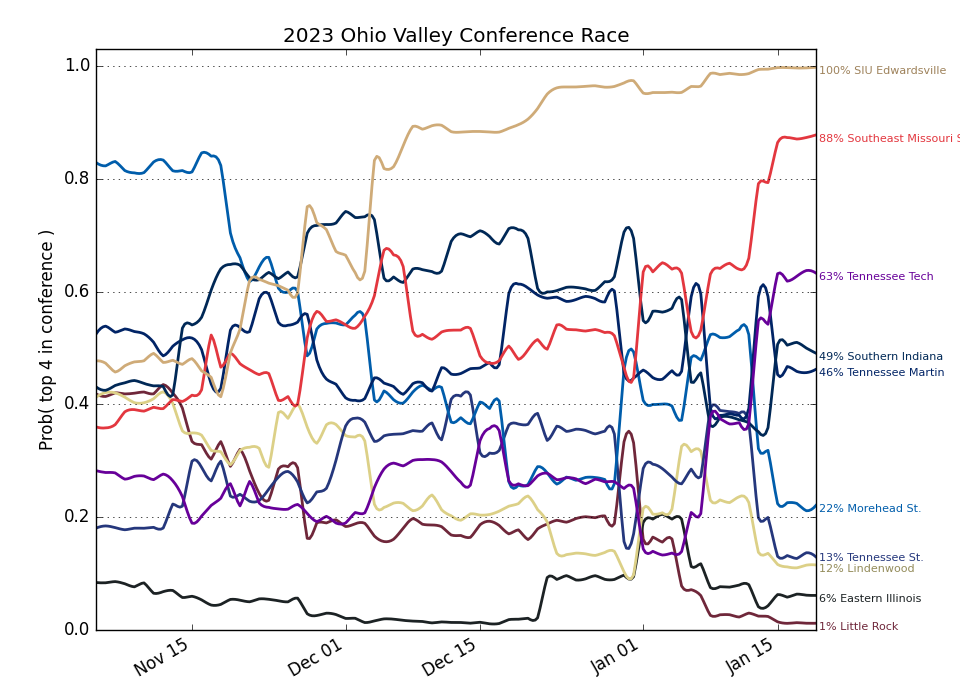 2023 Ohio Valley Conference Race
Prob( top 4 in conference )
1.0
0.8
0.6
0.4
0.2
0.0
Nov 15
Dec 01
Dec 15
Jan 01
Jan 15
100% SIU Edwardsville
88% Southeast Missouri S
63% Tennessee Tech
49% Southern Indiana
46% Tennessee Martin
22% Morehead St.
13% Tennessee St.
12% Lindenwood
6% Eastern Illinois
1% Little Rock